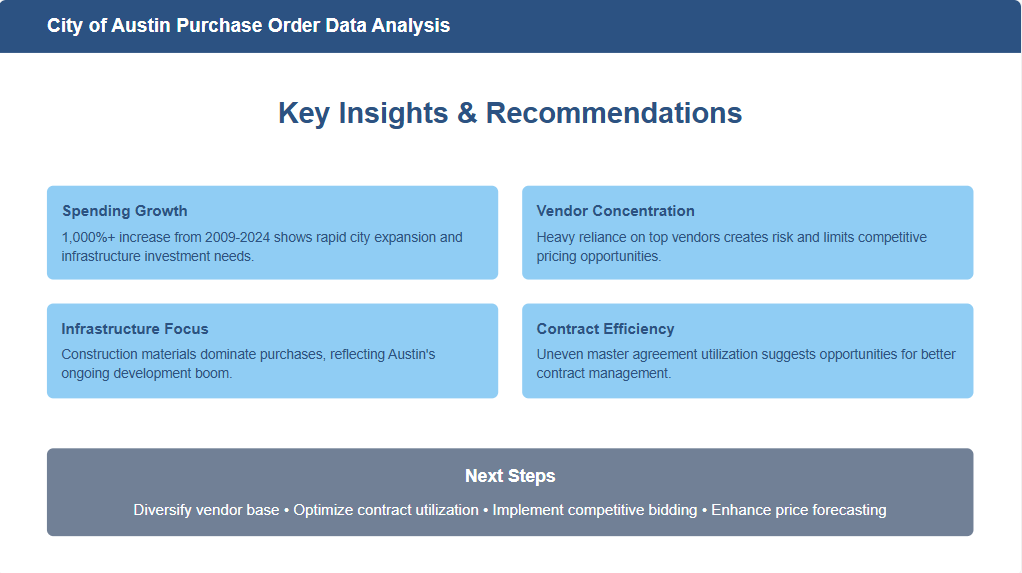 City of Austin Purchase Order Data Analysis
Key Insights & Recommendations
Spending Growth
1,000%+ increase from 2009-2024 shows rapid city expansion and
infrastructure investment needs.
Vendor Concentration
Heavy reliance on top vendors creates risk and limits competitive
pricing opportunities.
Infrastructure Focus
Construction materials dominate purchases, reflecting Austin's
ongoing development boom.
Contract Efficiency
Uneven master agreement utilization suggests opportunities for better
contract management.
Next Steps
Diversify vendor base • Optimize contract utilization • Implement competitive bidding • Enhance price forecasting